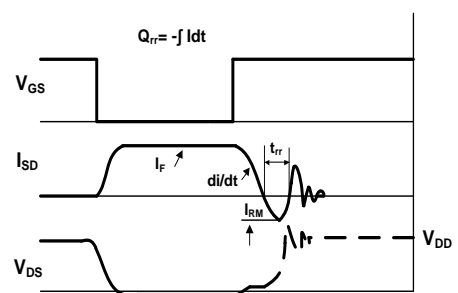 Qrr= -∫ Idt
VGS
ISD
IF
di/dt
trr
IRM
VDD
VDS